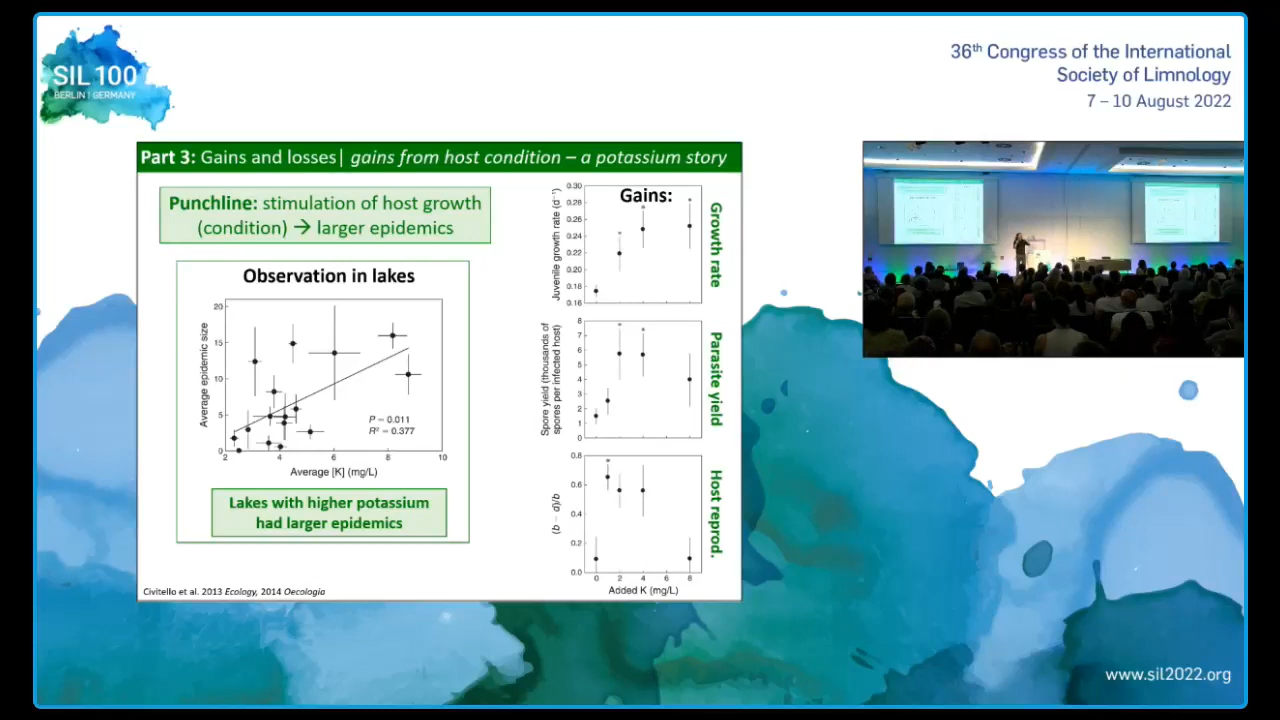 SIL 100
BERLIN | GERMANY
36th Congress of the International
Society of Limnology
7 – 10 August 2022
Part 3: Gains and losses| gains from host condition – a potassium story
Punchline: stimulation of host growth
(condition) → larger epidemics
Observation in lakes
Average epidemic size
20
15
10
5
0
P = 0.011
R² = 0.377
2
4
6
8
10
Average [K] (mg/L)
Lakes with higher potassium
had larger epidemics
Civitello et al. 2013 Ecology, 2014 Oecologia
Gains:
Juvenile growth rate (d⁻¹)
0.30
0.28
0.26
0.24
0.22
0.20
0.18
0.16
Growth rate
Spore yield (thousands of
spores per infected host)
8
7
6
5
4
3
2
1
0
Parasite yield
(b − d)/b
0.8
0.6
0.4
0.2
0.0
Host reprod.
0
2
4
6
8
Added K (mg/L)
www.sil2022.org